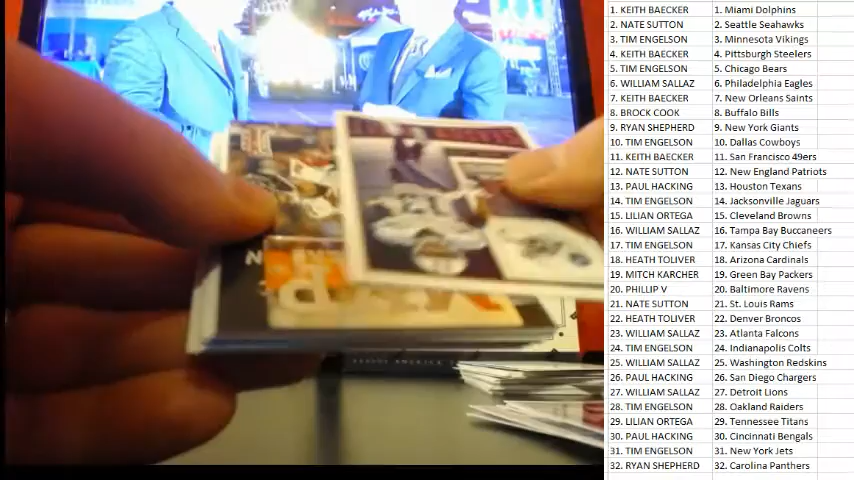 1. KEITH BAECKER 1. Miami Dolphins
2. NATE SUTTON 2. Seattle Seahawks
3. TIM ENGELSON 3. Minnesota Vikings
4. KEITH BAECKER 4. Pittsburgh Steelers
5. TIM ENGELSON 5. Chicago Bears
6. WILLIAM SALLAZ 6. Philadelphia Eagles
7. KEITH BAECKER 7. New Orleans Saints
8. BROCK COOK 8. Buffalo Bills
9. RYAN SHEPHERD 9. New York Giants
10. TIM ENGELSON 10. Dallas Cowboys
11. KEITH BAECKER 11. San Francisco 49ers
12. NATE SUTTON 12. New England Patriots
13. PAUL HACKING 13. Houston Texans
14. TIM ENGELSON 14. Jacksonville Jaguars
15. LILIAN ORTEGA 15. Cleveland Browns
16. WILLIAM SALLAZ 16. Tampa Bay Buccaneers
17. TIM ENGELSON 17. Kansas City Chiefs
18. HEATH TOLIVER 18. Arizona Cardinals
19. MITCH KARCHER 19. Green Bay Packers
20. PHILLIP V 20. Baltimore Ravens
21. NATE SUTTON 21. St. Louis Rams
22. HEATH TOLIVER 22. Denver Broncos
23. WILLIAM SALLAZ 23. Atlanta Falcons
24. TIM ENGELSON 24. Indianapolis Colts
25. WILLIAM SALLAZ 25. Washington Redskins
26. PAUL HACKING 26. San Diego Chargers
27. WILLIAM SALLAZ 27. Detroit Lions
28. TIM ENGELSON 28. Oakland Raiders
29. LILIAN ORTEGA 29. Tennessee Titans
30. PAUL HACKING 30. Cincinnati Bengals
31. TIM ENGELSON 31. New York Jets
32. RYAN SHEPHERD 32. Carolina Panthers